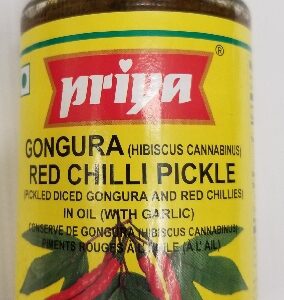 priya ®
GONGURA (HIBISCUS CANNABINUS)
RED CHILLI PICKLE
(PICKLED DICED GONGURA AND RED CHILLIES)
IN OIL (WITH GARLIC)
CONSERVE DE GONGURA (HIBISCUS CANNABINUS)
PIMENTS ROUGES À L'HUILE (À L'AIL)